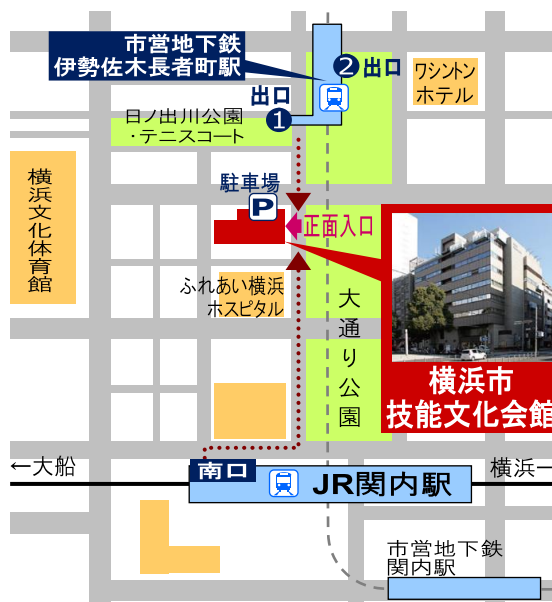 市営地下鉄
伊勢佐木長者町駅
2 出口
ワシントン
ホテル
出口
1
日ノ出川公園
・テニスコート
横浜文化体育館
駐車場
P
正面入口
ふれあい横浜
ホスピタル
大通り公園
横浜市
技能文化会館
←大船
南口
JR関内駅
横浜
市営地下鉄
関内駅